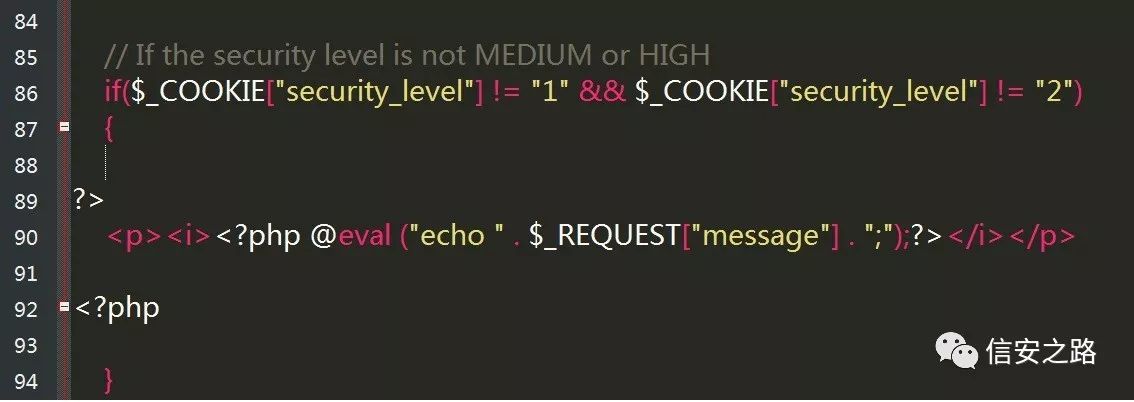 84
85 // If the security level is not MEDIUM or HIGH
86 if($_COOKIE["security_level"] != "1" && $_COOKIE["security_level"] != "2")
87 {
88
89 ?>
90 <p><i><?php @eval ("echo " . $_REQUEST["message"] . ";");?></i></p>
91
92 <?php
93
94 }
信安之路